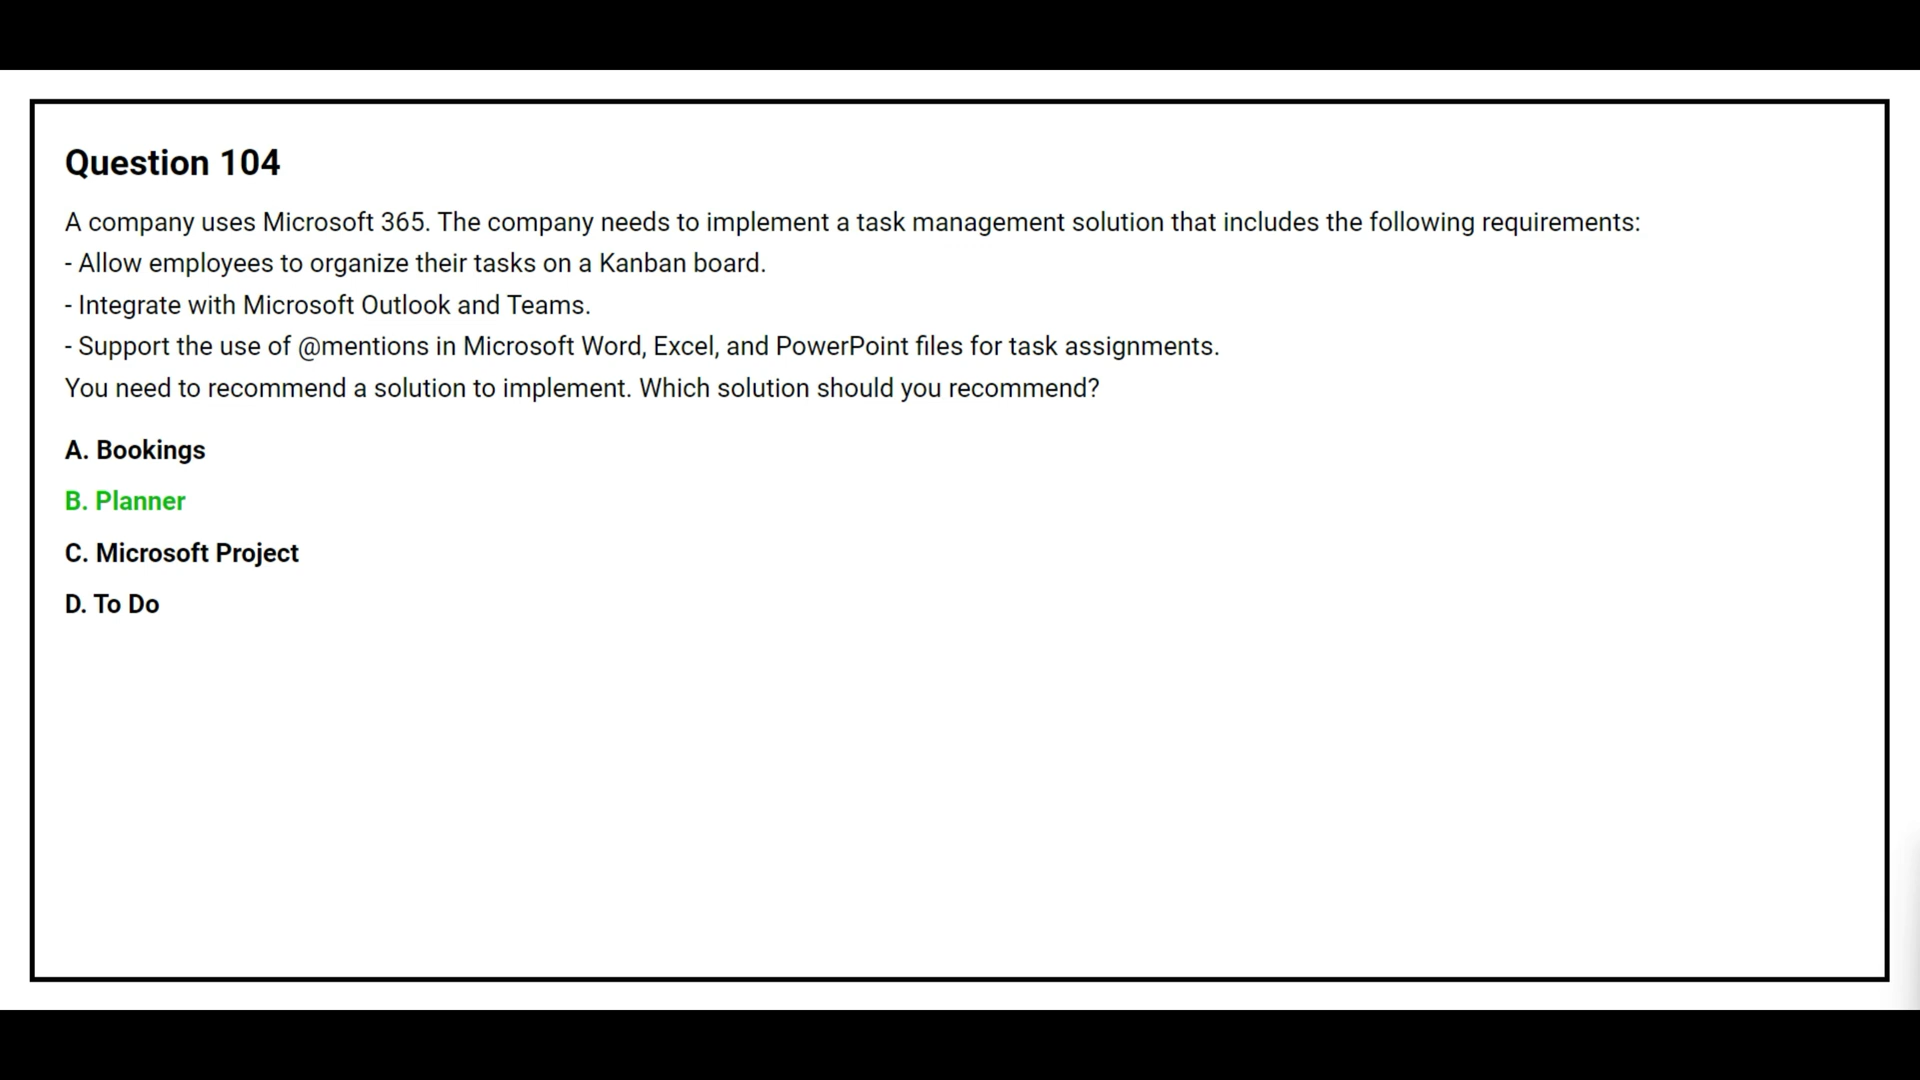 Question 104
A company uses Microsoft 365. The company needs to implement a task management solution that includes the following requirements:
- Allow employees to organize their tasks on a Kanban board.
- Integrate with Microsoft Outlook and Teams.
- Support the use of @mentions in Microsoft Word, Excel, and PowerPoint files for task assignments.
You need to recommend a solution to implement. Which solution should you recommend?
A. Bookings
B. Planner
C. Microsoft Project
D. To Do